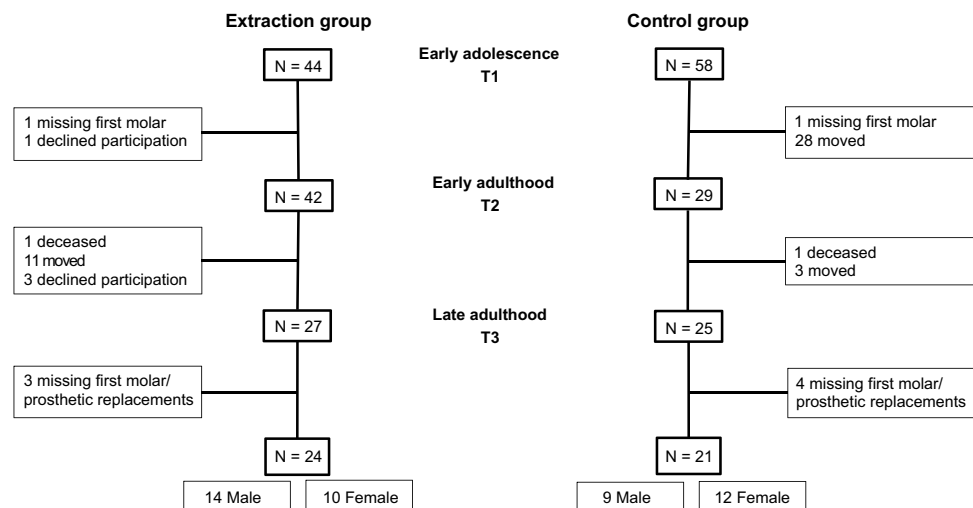 Extraction group
Control group
Early adolescence
T1
N = 44
N = 58
1 missing first molar
1 declined participation
1 missing first molar
28 moved
Early adulthood
T2
N = 42
N = 29
1 deceased
11 moved
3 declined participation
1 deceased
3 moved
Late adulthood
T3
N = 27
N = 25
3 missing first molar/
prosthetic replacements
4 missing first molar/
prosthetic replacements
N = 24
N = 21
14 Male
10 Female
9 Male
12 Female